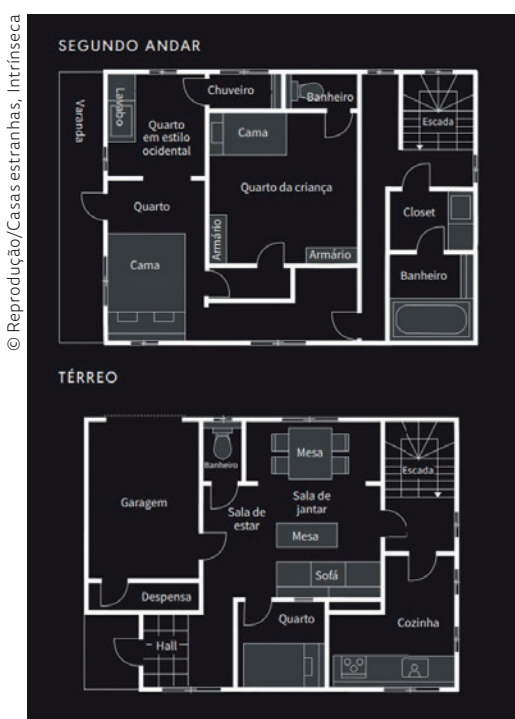 © Reprodução/Casas estranhas, Intrínseca
SEGUNDO ANDAR
Varanda
Lavabo
Chuveiro
Banheiro
Escada
Quarto
em estilo
ocidental
Cama
Quarto da criança
Quarto
Closet
Armário
Armário
Cama
Banheiro
TÉRREO
Banheiro
Mesa
Escada
Garagem
Sala de
estar
Sala de
jantar
Mesa
Sofá
Despensa
Quarto
Cozinha
Hall